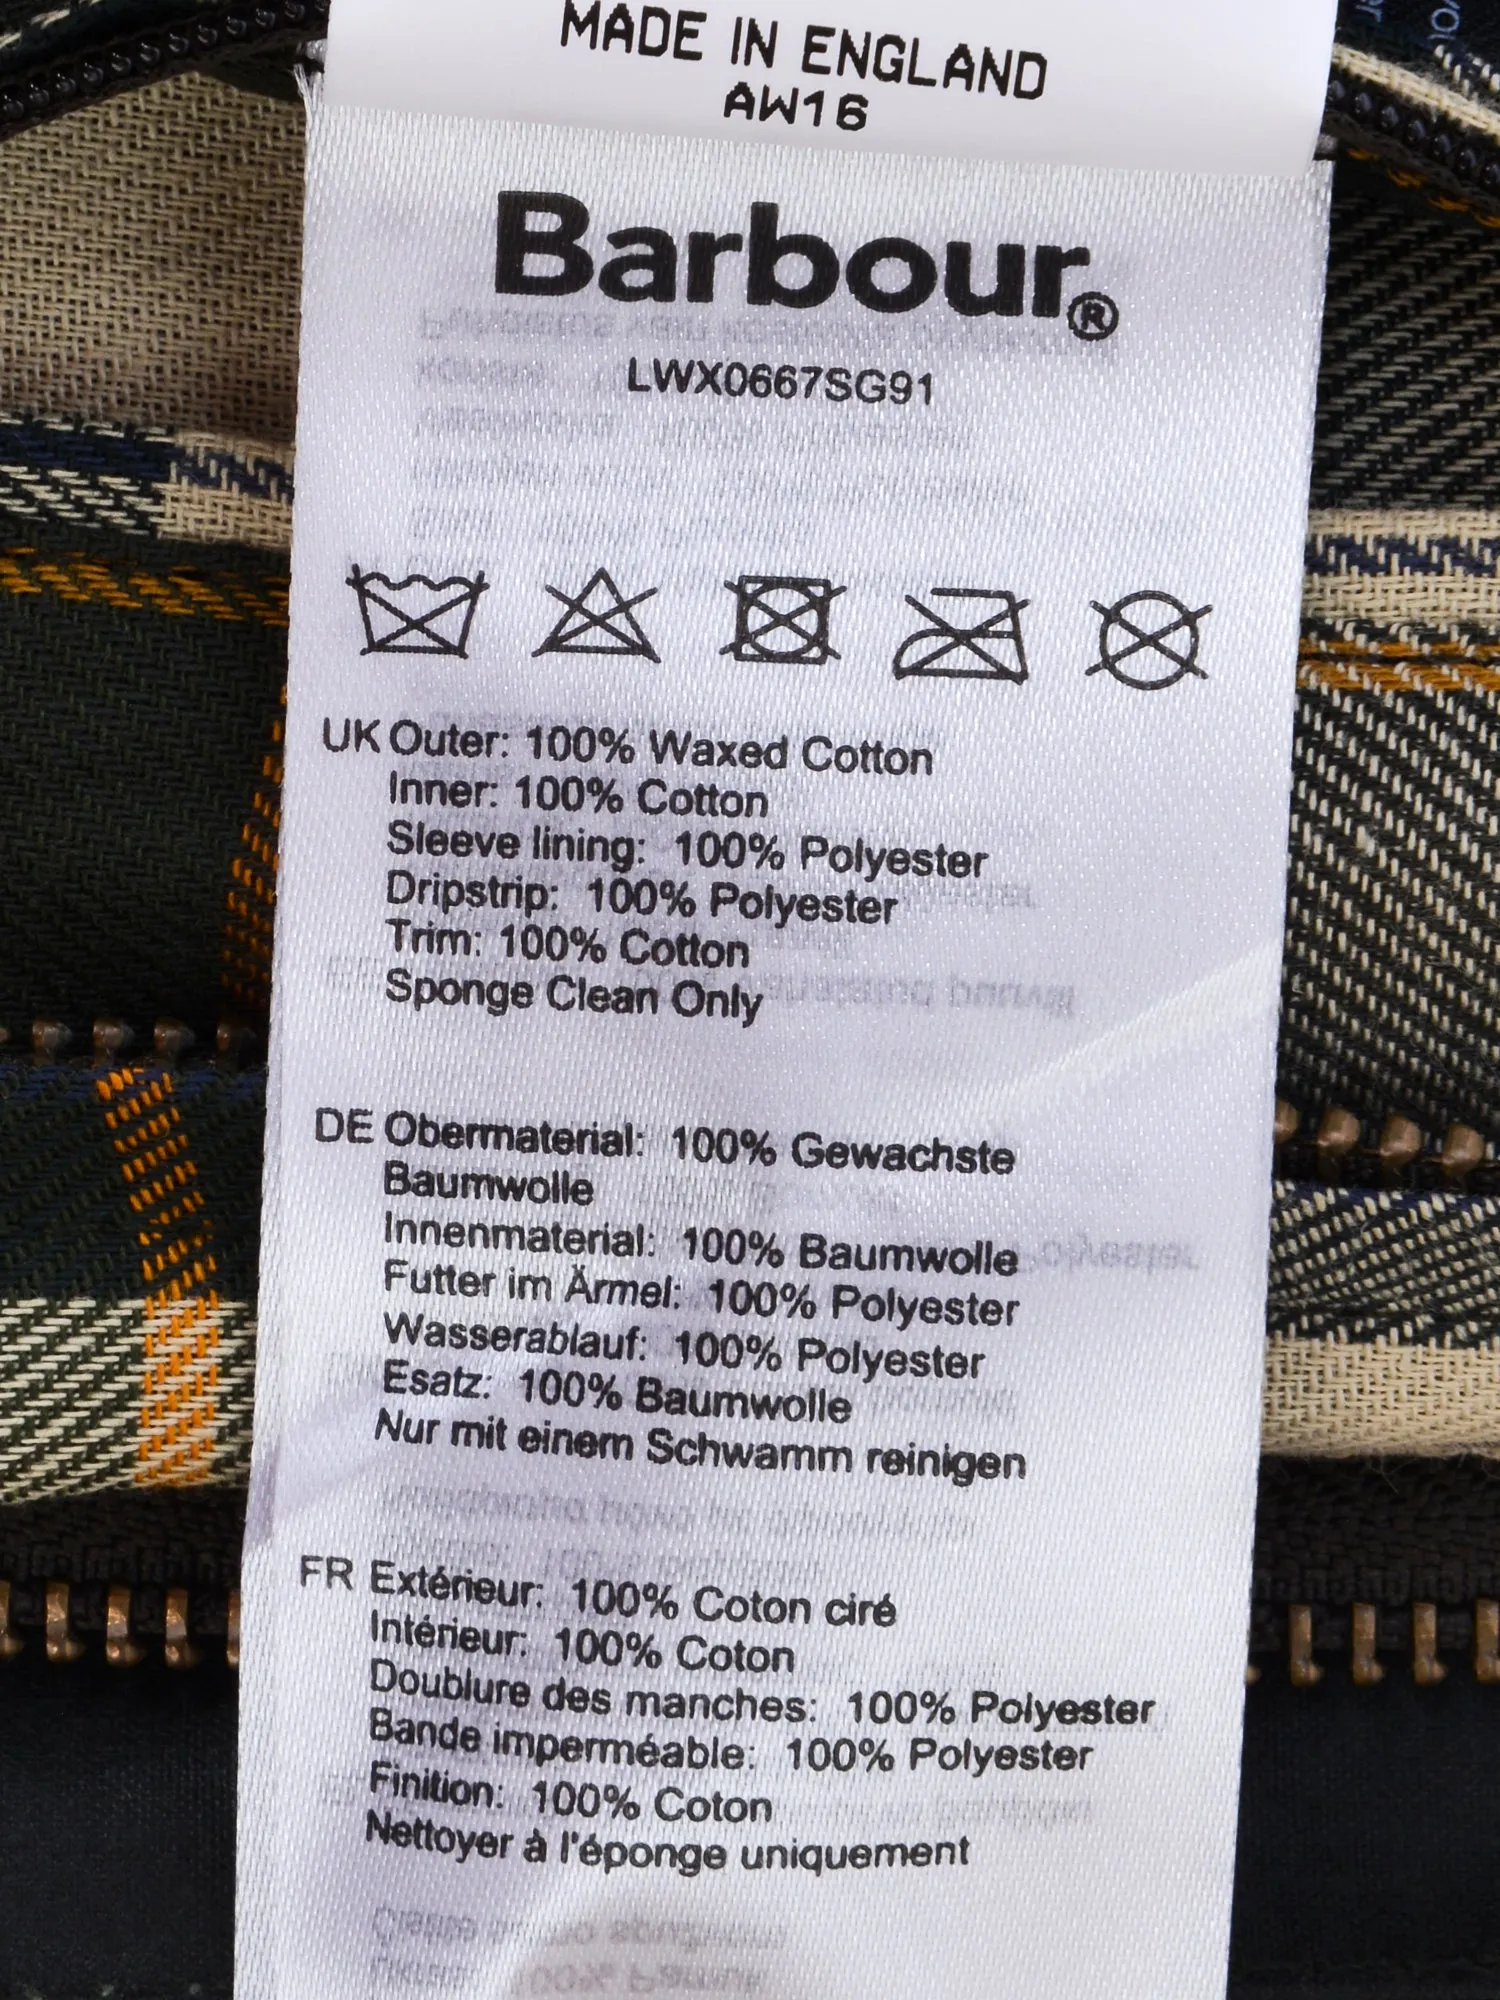 MADE IN ENGLAND
AW16
Barbour®
LWX0667SG91
UK Outer: 100% Waxed Cotton
Inner: 100% Cotton
Sleeve lining: 100% Polyester
Dripstrip: 100% Polyester
Trim: 100% Cotton
Sponge Clean Only
DE Obermaterial: 100% Gewachste
Baumwolle
Innenmaterial: 100% Baumwolle
Futter im Ärmel: 100% Polyester
Wasserablauf: 100% Polyester
Esatz: 100% Baumwolle
Nur mit einem Schwamm reinigen
FR Extérieur: 100% Coton ciré
Intérieur: 100% Coton
Doublure des manches: 100% Polyester
Bande imperméable: 100% Polyester
Finition: 100% Coton
Nettoyer à l'éponge uniquement